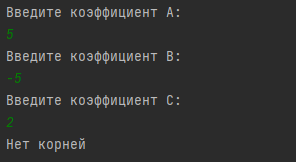 Введите коэффициент A:
5
Введите коэффициент B:
-5
Введите коэффициент C:
2
Нет корней